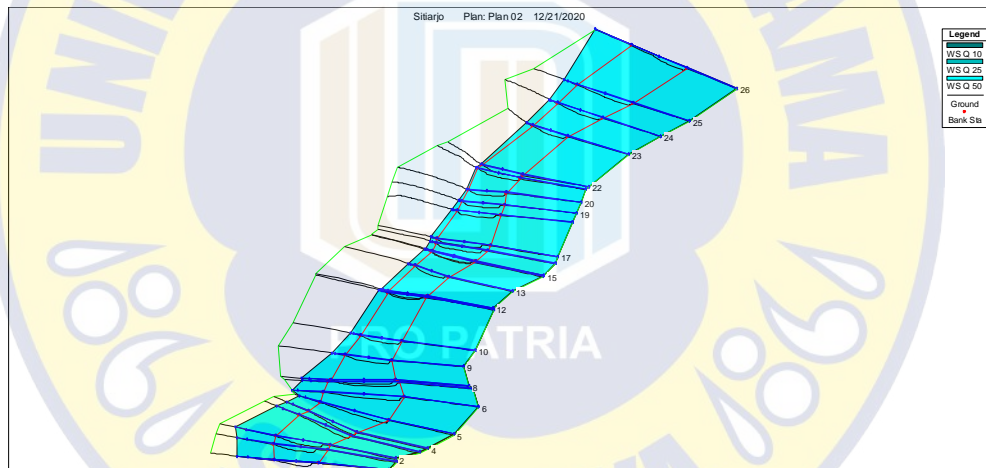 Sitiarjo Plan: Plan 02 12/21/2020
Legend
WS Q 10
WS Q 25
WS Q 50
Ground
Bank Sta
26
25
24
23
22
20
19
17
15
13
12
10
9
8
6
5
4
2
PRO PATRIA